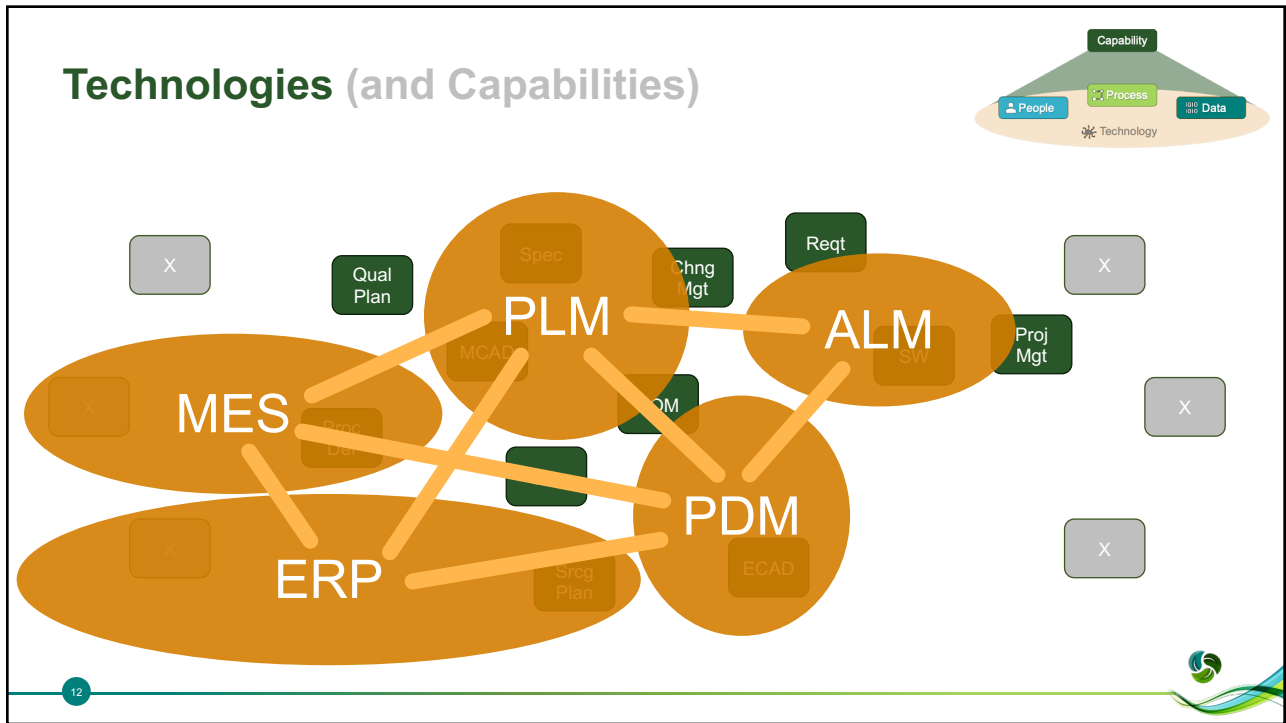 Technologies (and Capabilities)
Capability
People
Process
Data
Technology
X
Qual
Plan
Spec
Chng
Mgt
Reqt
X
PLM
ALM
MCAD
SW
Proj
Mgt
X
MES
Proc
Def
OM
X
PDM
X
ERP
Srcg
Plan
ECAD
X
12